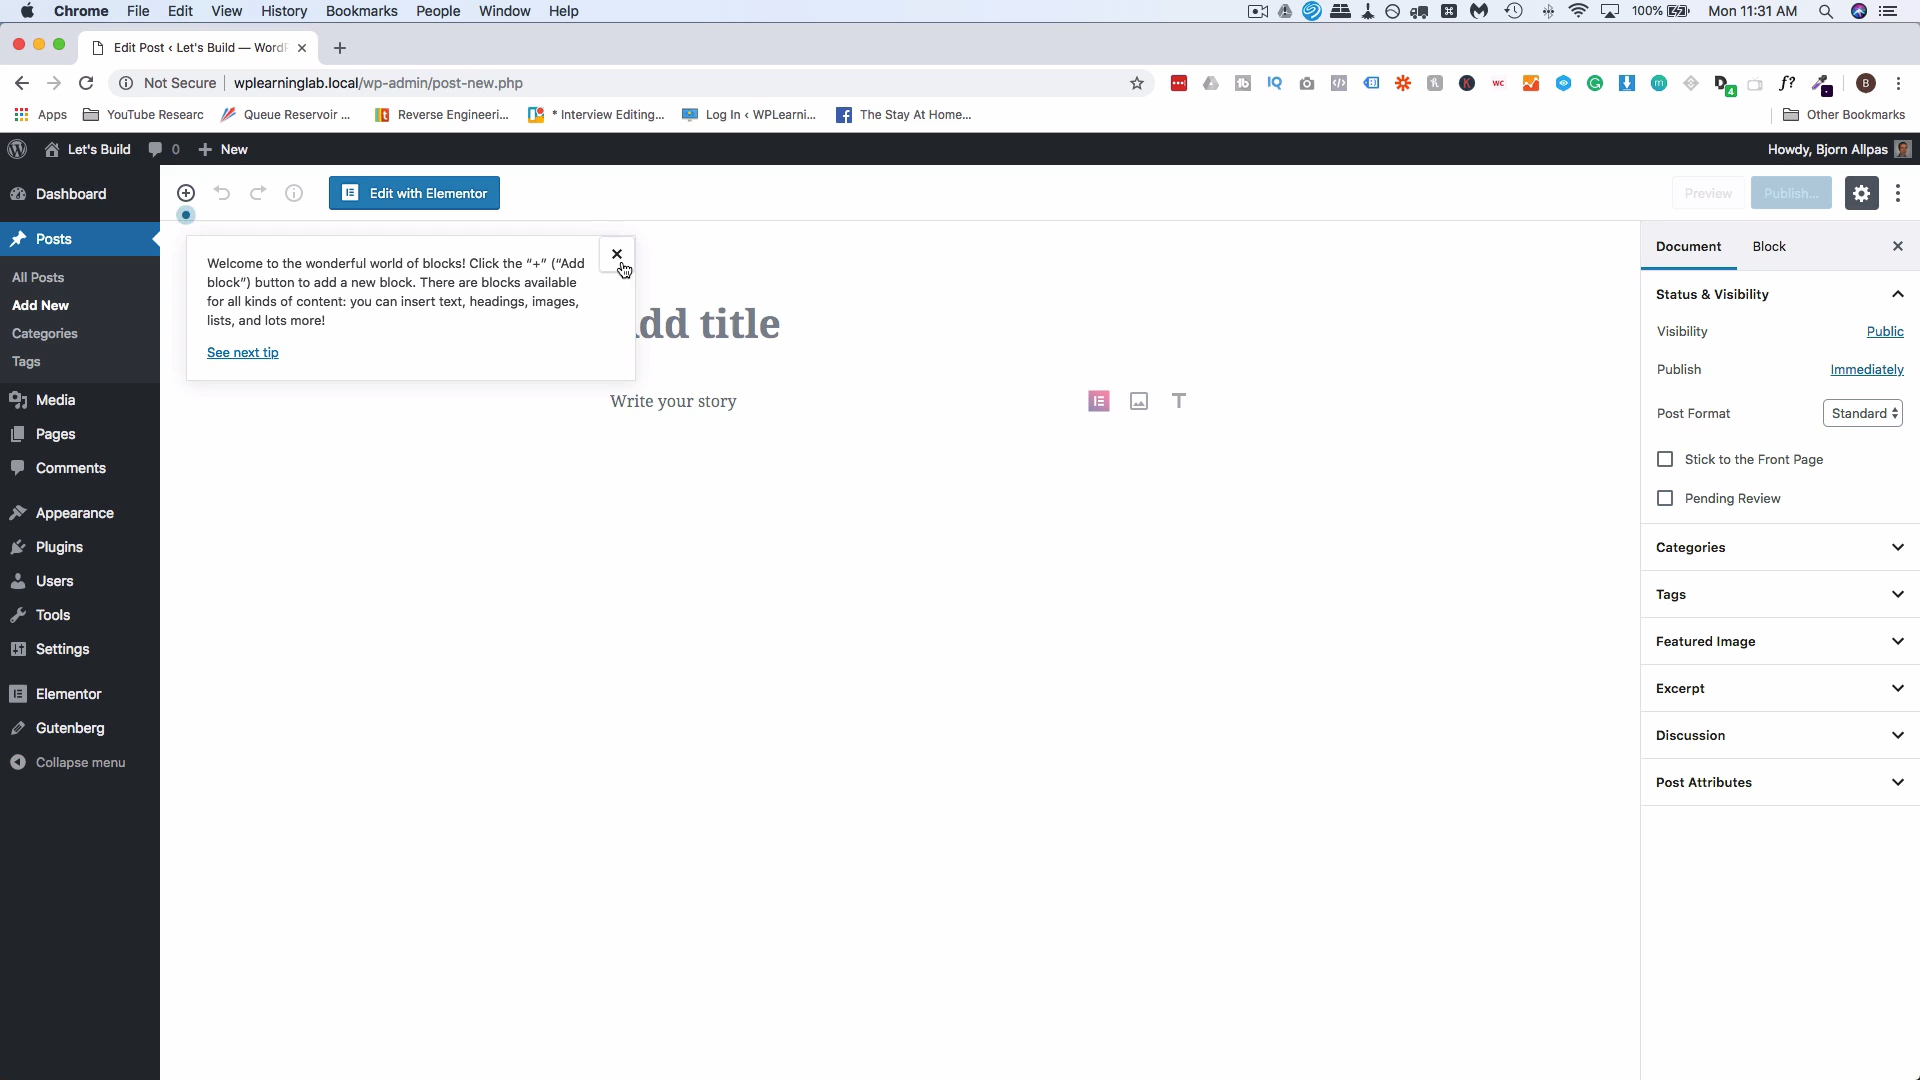 Chrome File Edit View History Bookmarks People Window Help 100% Mon 11:31 AM
Edit Post ‹ Let's Build — Word
Not Secure wplearninglab.local/wp-admin/post-new.php
Apps YouTube Researc Queue Reservoir ... Reverse Engineeri... * Interview Editing... Log In ‹ WPLearni... The Stay At Home... Other Bookmarks
Let's Build 0 New Howdy, Bjorn Allpas
Dashboard
Posts
All Posts
Add New
Categories
Tags
Media
Pages
Comments
Appearance
Plugins
Users
Tools
Settings
Elementor
Gutenberg
Collapse menu
Edit with Elementor Preview Publish...
Welcome to the wonderful world of blocks! Click the “+” (“Add
block”) button to add a new block. There are blocks available
for all kinds of content: you can insert text, headings, images,
lists, and lots more!
See next tip
dd title
Write your story
Document Block
Status & Visibility
Visibility Public
Publish Immediately
Post Format Standard
Stick to the Front Page
Pending Review
Categories
Tags
Featured Image
Excerpt
Discussion
Post Attributes